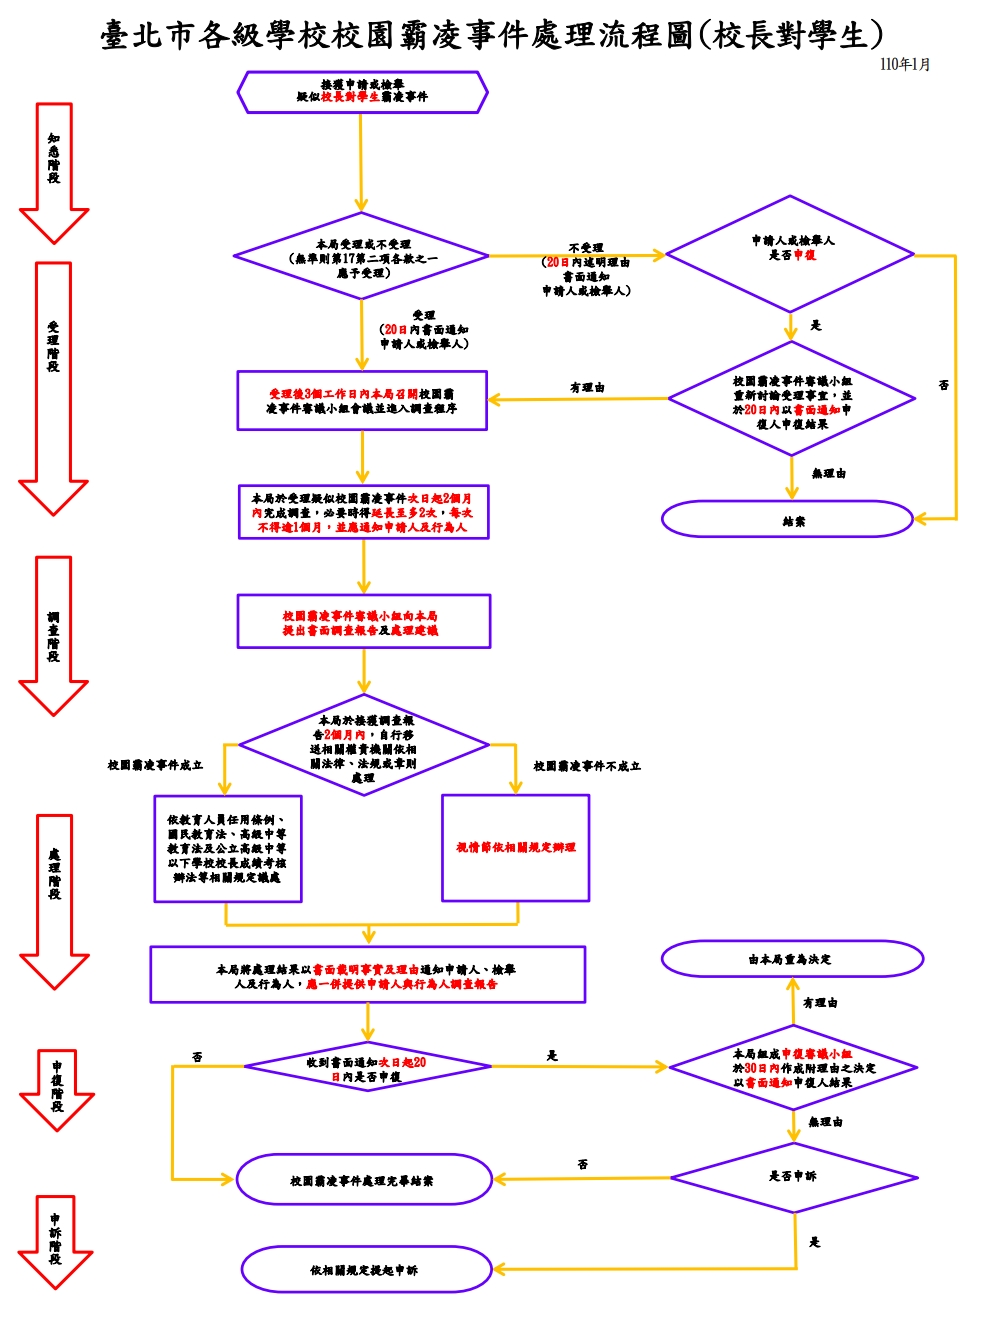 臺北市各級學校校園霸凌事件處理流程圖(校長對學生)
110年1月
接獲申請或檢舉
疑似校長對學生霸凌事件
知悉階段
本局受理或不受理
(無準則第17第二項各款之一
應予受理)
不受理
(20日內述明理由
書面通知
申請人或檢舉人)
申請人或檢舉人
是否申復
受理
(20日內書面通知
申請人或檢舉人)
是
否
受理階段
受理後3個工作日內本局召開校園霸
凌事件審議小組會議並進入調查程序
有理由
校園霸凌事件審議小組
重新討論受理事宜，並
於20日內以書面通知申
復人申復結果
無理由
結案
本局於受理疑似校園霸凌事件次日起2個月
內完成調查，必要時得延長至多2次，每次
不得逾1個月，並應通知申請人及行為人
調查階段
校園霸凌事件審議小組向本局
提出書面調查報告及處理建議
本局於接獲調查報
告2個月內，自行移
送相關權責機關依相
關法律、法規或章則
處理
校園霸凌事件成立
校園霸凌事件不成立
處理階段
依教育人員任用條例、
國民教育法、高級中等
教育法及公立高級中等
以下學校校長成績考核
辦法等相關規定議處
視情節依相關規定辦理
本局將處理結果以書面載明事實及理由通知申請人、檢舉
人及行為人，應一併提供申請人與行為人調查報告
由本局重為決定
有理由
申復階段
否
收到書面通知次日起20
日內是否申復
是
本局組成申復審議小組
於30日內作成附理由之決定
以書面通知申復人結果
無理由
校園霸凌事件處理完畢結案
否
是否申訴
申訴階段
是
依相關規定提起申訴